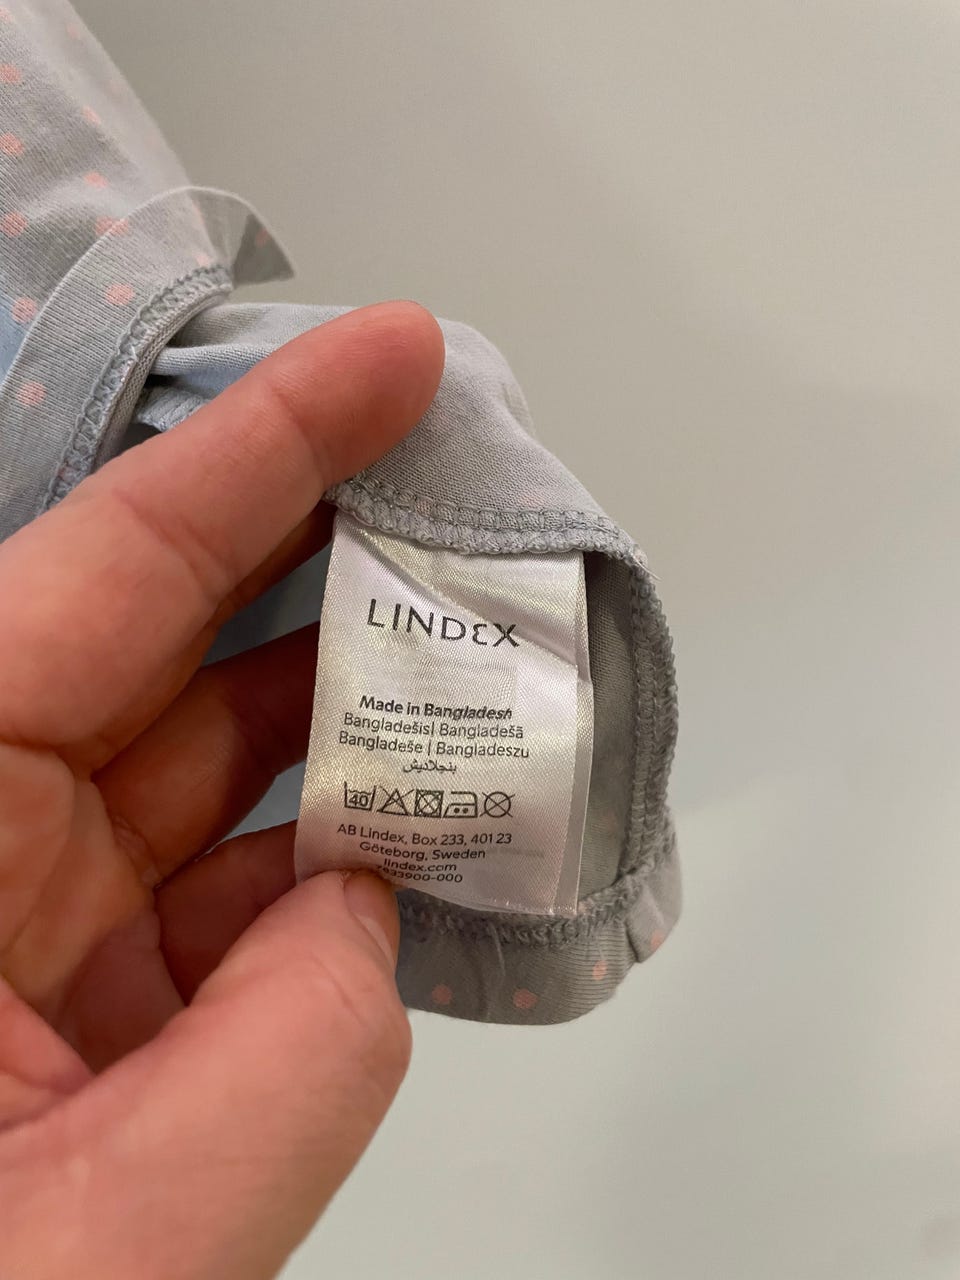 LINDEX
Made in Bangladesh
Bangladešisl Bangladešā
Bangladeše | Bangladeszu
بنجلاديش
40
AB Lindex, Box 233, 401 23
Göteborg, Sweden
lindex.com